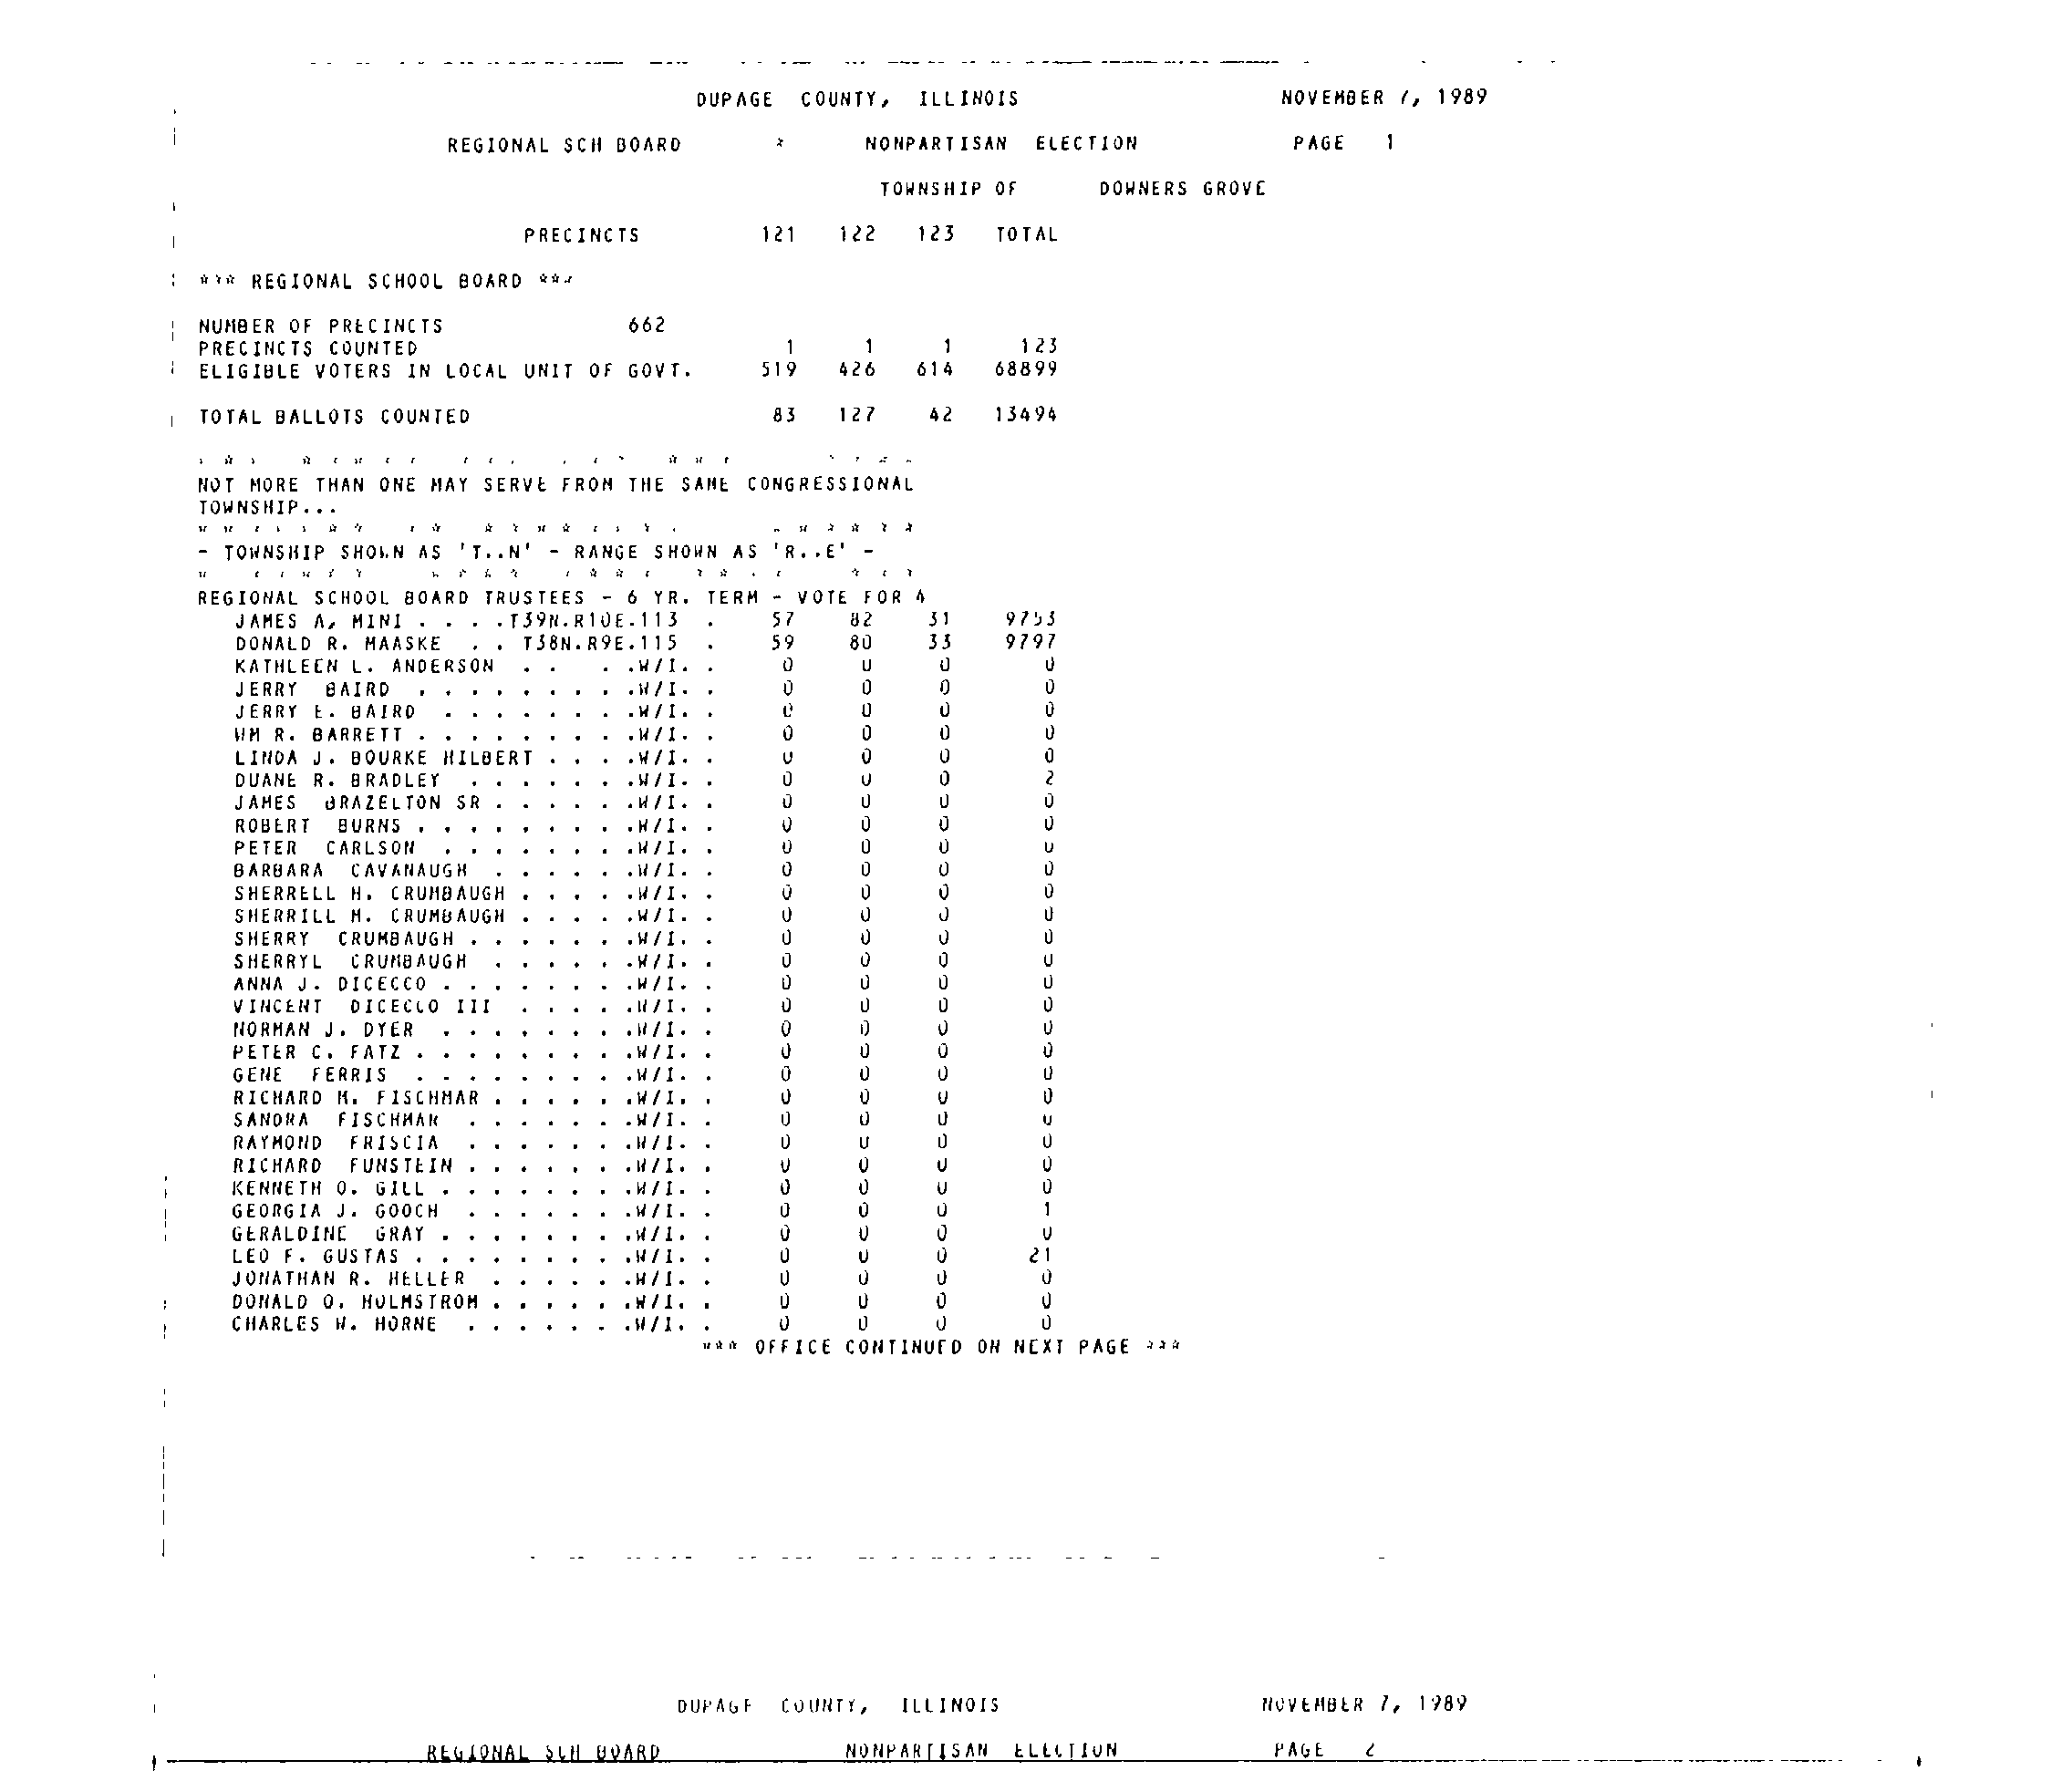 DUPAGE COUNTY, ILLINOIS NOVEMBER 7, 1989
REGIONAL SCH BOARD * NONPARTISAN ELECTION PAGE 1
TOWNSHIP OF DOWNERS GROVE
PRECINCTS 121 122 123 TOTAL
*** REGIONAL SCHOOL BOARD ***
NUMBER OF PRECINCTS 662
PRECINCTS COUNTED 1 1 1 123
ELIGIBLE VOTERS IN LOCAL UNIT OF GOVT. 519 426 614 68899
TOTAL BALLOTS COUNTED 83 127 42 13494
NOT MORE THAN ONE MAY SERVE FROM THE SAME CONGRESSIONAL
TOWNSHIP...
- TOWNSHIP SHOWN AS 'T..N' - RANGE SHOWN AS 'R..E' -
REGIONAL SCHOOL BOARD TRUSTEES - 6 YR. TERM - VOTE FOR 4
JAMES A. MINI . . . .T39N.R10E.113 . 57 82 31 9753
DONALD R. MAASKE . . T38N.R9E.115 . 59 80 33 9797
KATHLEEN L. ANDERSON . . . .W/I. . 0 0 0 0
JERRY BAIRD . . . . . . . . .W/I. . 0 0 0 0
JERRY E. BAIRD . . . . . . . .W/I. . 0 0 0 0
WM R. BARRETT . . . . . . . . .W/I. . 0 0 0 0
LINDA J. BOURKE HILBERT . . . .W/I. . 0 0 0 0
DUANE R. BRADLEY . . . . . . .W/I. . 0 0 0 2
JAMES BRAZELTON SR . . . . . .W/I. . 0 0 0 0
ROBERT BURNS . . . . . . . . .W/I. . 0 0 0 0
PETER CARLSON . . . . . . . .W/I. . 0 0 0 0
BARBARA CAVANAUGH . . . . . .W/I. . 0 0 0 0
SHERRELL H. CRUMBAUGH . . . . .W/I. . 0 0 0 0
SHERRILL M. CRUMBAUGH . . . . .W/I. . 0 0 0 0
SHERRY CRUMBAUGH . . . . . . .W/I. . 0 0 0 0
SHERRYL CRUMBAUGH . . . . . .W/I. . 0 0 0 0
ANNA J. DICECCO . . . . . . . .W/I. . 0 0 0 0
VINCENT DICECCO III . . . . .W/I. . 0 0 0 0
NORMAN J. DYER . . . . . . . .W/I. . 0 0 0 0
PETER C. FATZ . . . . . . . . .W/I. . 0 0 0 0
GENE FERRIS . . . . . . . . .W/I. . 0 0 0 0
RICHARD M. FISCHMAR . . . . . .W/I. . 0 0 0 0
SANDRA FISCHMAR . . . . . . .W/I. . 0 0 0 0
RAYMOND FRISCIA . . . . . . .W/I. . 0 0 0 0
RICHARD FUNSTEIN . . . . . . .W/I. . 0 0 0 0
KENNETH O. GILL . . . . . . . .W/I. . 0 0 0 0
GEORGIA J. GOOCH . . . . . . .W/I. . 0 0 0 1
GERALDINE GRAY . . . . . . . .W/I. . 0 0 0 0
LEO F. GUSTAS . . . . . . . . .W/I. . 0 0 0 21
JONATHAN R. HELLER . . . . . .W/I. . 0 0 0 0
DONALD O. HOLMSTROM . . . . . .W/I. . 0 0 0 0
CHARLES W. HORNE . . . . . . .W/I. . 0 0 0 0
*** OFFICE CONTINUED ON NEXT PAGE ***
DUPAGE COUNTY, ILLINOIS NOVEMBER 7, 1989
REGIONAL SCH BOARD NONPARTISAN ELECTION PAGE 2